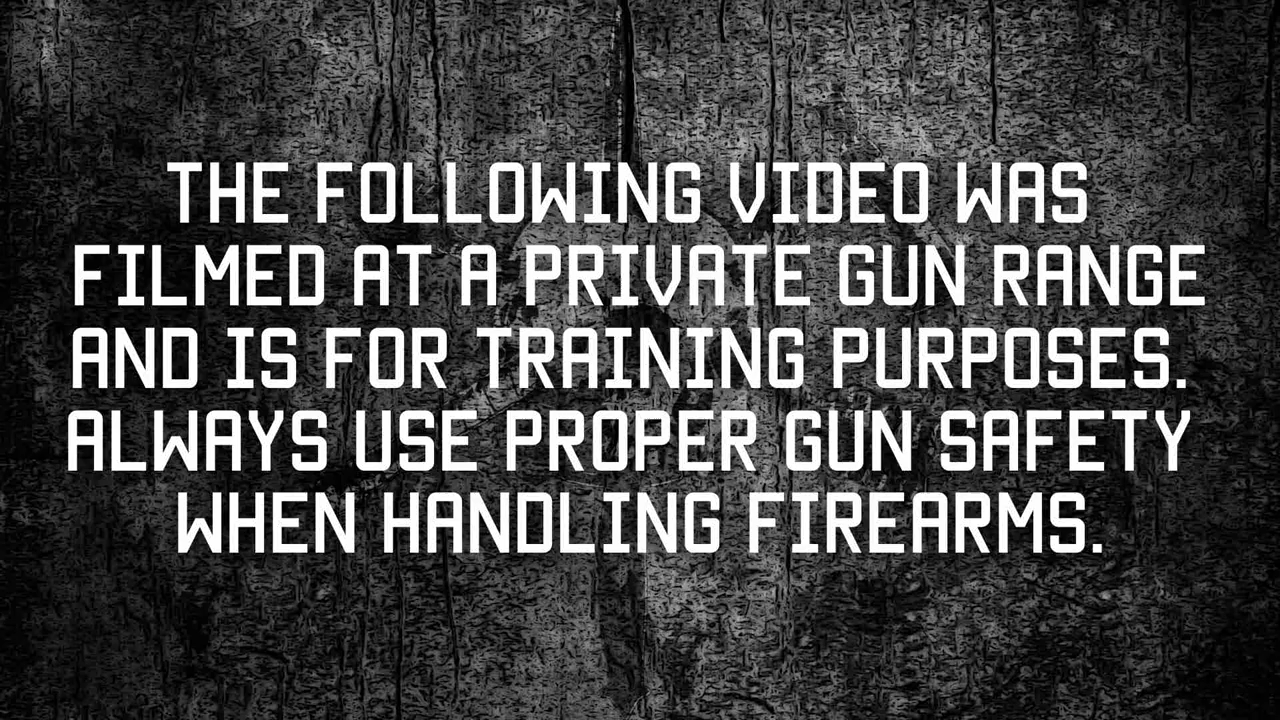 THE FOLLOWING VIDEO WAS
FILMED AT A PRIVATE GUN RANGE
AND IS FOR TRAINING PURPOSES.
ALWAYS USE PROPER GUN SAFETY
WHEN HANDLING FIREARMS.